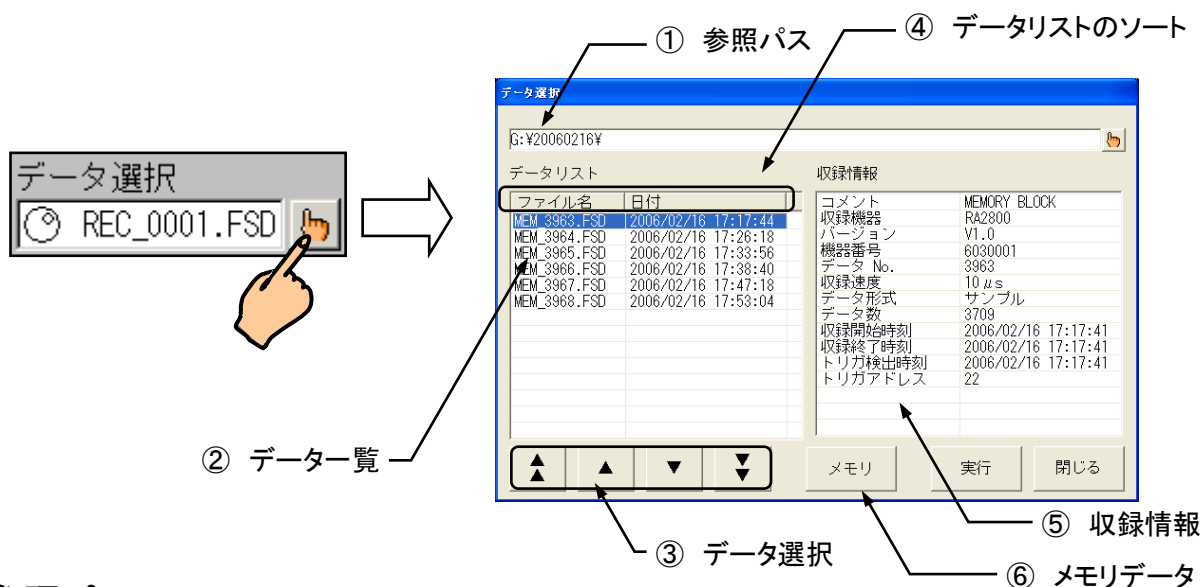 ① 参照パス
④ データリストのソート
データ選択
G:¥20060216¥
データ選択
REC_0001.FSD
データリスト
収録情報
ファイル名 日付
MEM_3963.FSD 2006/02/16 17:17:44
MEM_3964.FSD 2006/02/16 17:26:18
MEM_3965.FSD 2006/02/16 17:33:56
MEM_3966.FSD 2006/02/16 17:38:40
MEM_3967.FSD 2006/02/16 17:47:18
MEM_3968.FSD 2006/02/16 17:53:04
コメント MEMORY BLOCK
収録機器 RA2800
バージョン V1.0
機器番号 6030001
データ No. 3963
収録速度 10μs
データ形式 サンプル
データ数 3709
収録開始時刻 2006/02/16 17:17:41
収録終了時刻 2006/02/16 17:17:41
トリガ検出時刻 2006/02/16 17:17:41
トリガアドレス 22
② データ一覧
メモリ
実行
閉じる
③ データ選択
⑤ 収録情報
⑥ メモリデータ